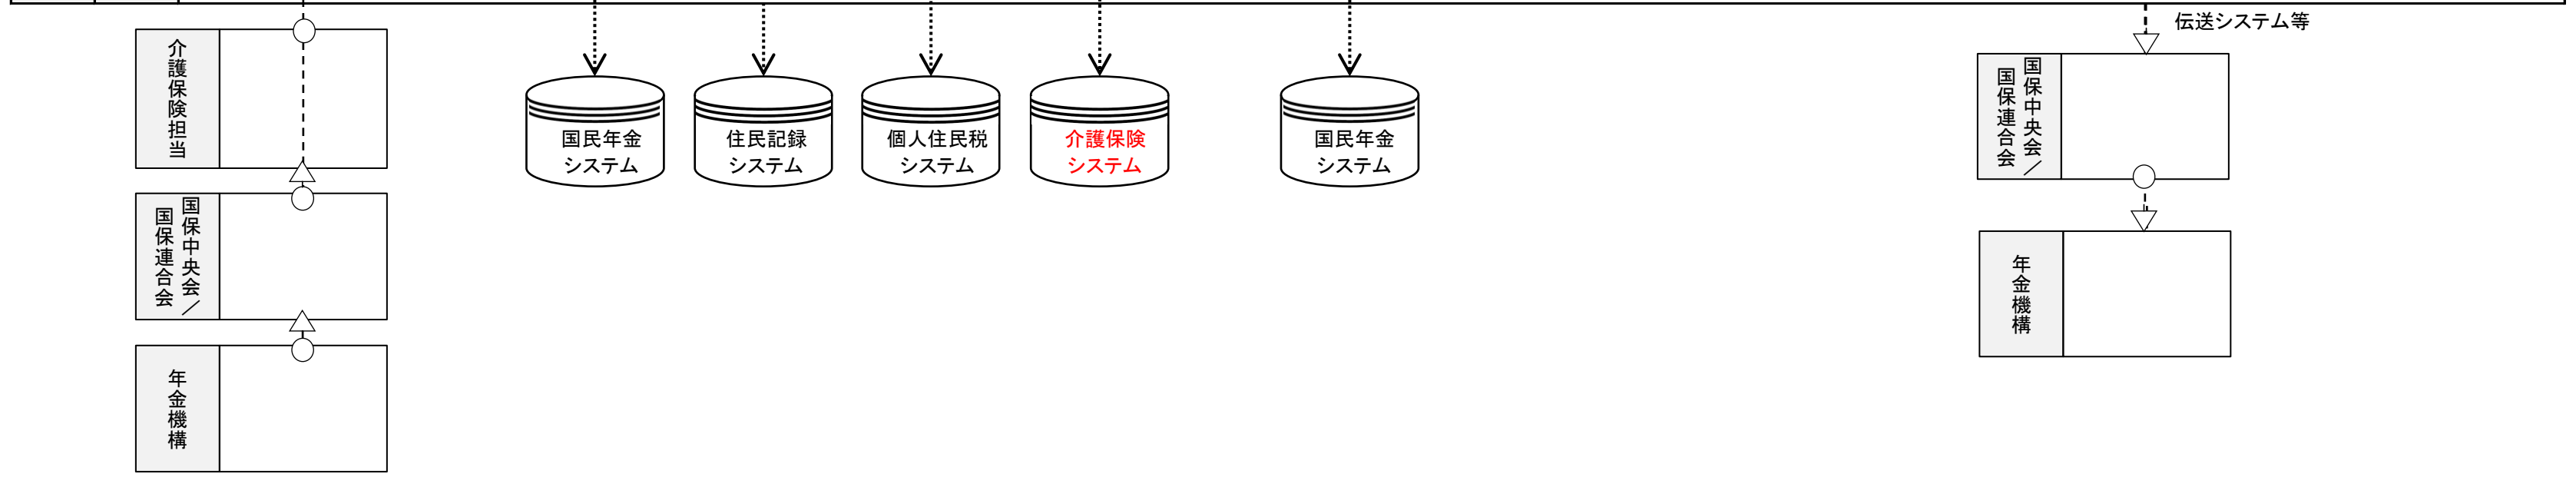 伝送システム等
介護保険担当
国民年金
システム
住民記録
システム
個人住民税
システム
介護保険
システム
国民年金
システム
国保中央会／
国保連合会
国保中央会／
国保連合会
年金機構
年金機構